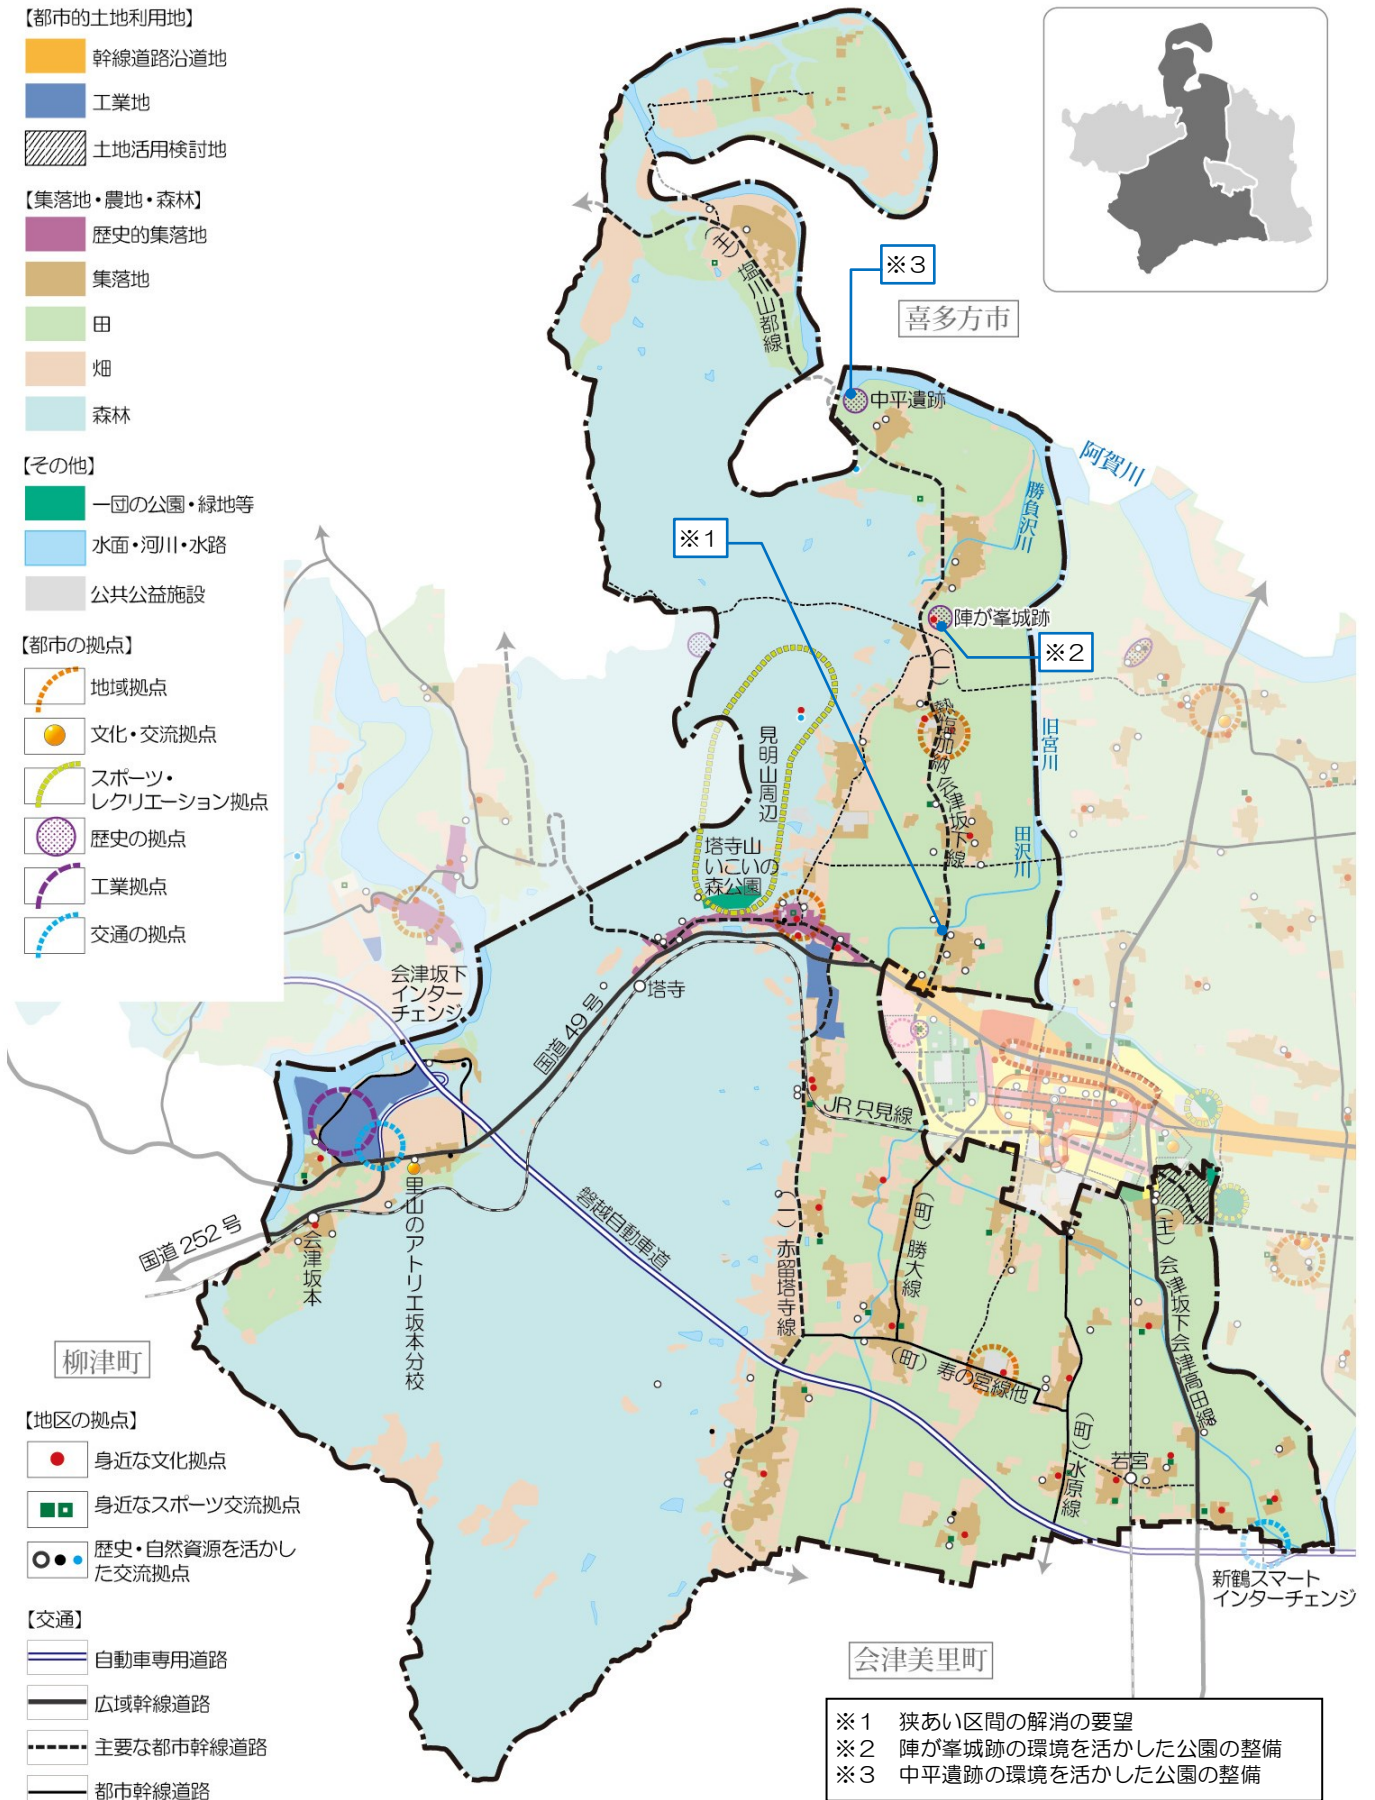 【都市的土地利用地】
幹線道路沿道地
工業地
土地活用検討地
【集落地・農地・森林】
歴史的集落地
集落地
田
畑
森林
【その他】
一団の公園・緑地等
水面・河川・水路
公共公益施設
【都市の拠点】
地域拠点
文化・交流拠点
スポーツ・
レクリエーション拠点
歴史の拠点
工業拠点
交通の拠点
（主）塩川山都線
※3
喜多方市
中平遺跡
阿賀川
勝負沢川
※1
陣が峯城跡
※2
（一）熱塩加納会津坂下線
旧宮川
見明山周辺
田沢川
塔寺山
いこいの
森公園
会津坂下
インター
チェンジ
塔寺
国道49号
JR只見線
磐越自動車道
（一）赤留塔寺線
（町）勝大線
（主）会津坂下会津高田線
国道252号
会津坂本
里山のアトリエ坂本分校
（町）寿の宮線他
柳津町
（町）水原線
若宮
【地区の拠点】
身近な文化拠点
身近なスポーツ交流拠点
歴史・自然資源を活かし
た交流拠点
新鶴スマート
インターチェンジ
【交通】
自動車専用道路
広域幹線道路
主要な都市幹線道路
都市幹線道路
会津美里町
※1 狭あい区間の解消の要望
※2 陣が峯城跡の環境を活かした公園の整備
※3 中平遺跡の環境を活かした公園の整備